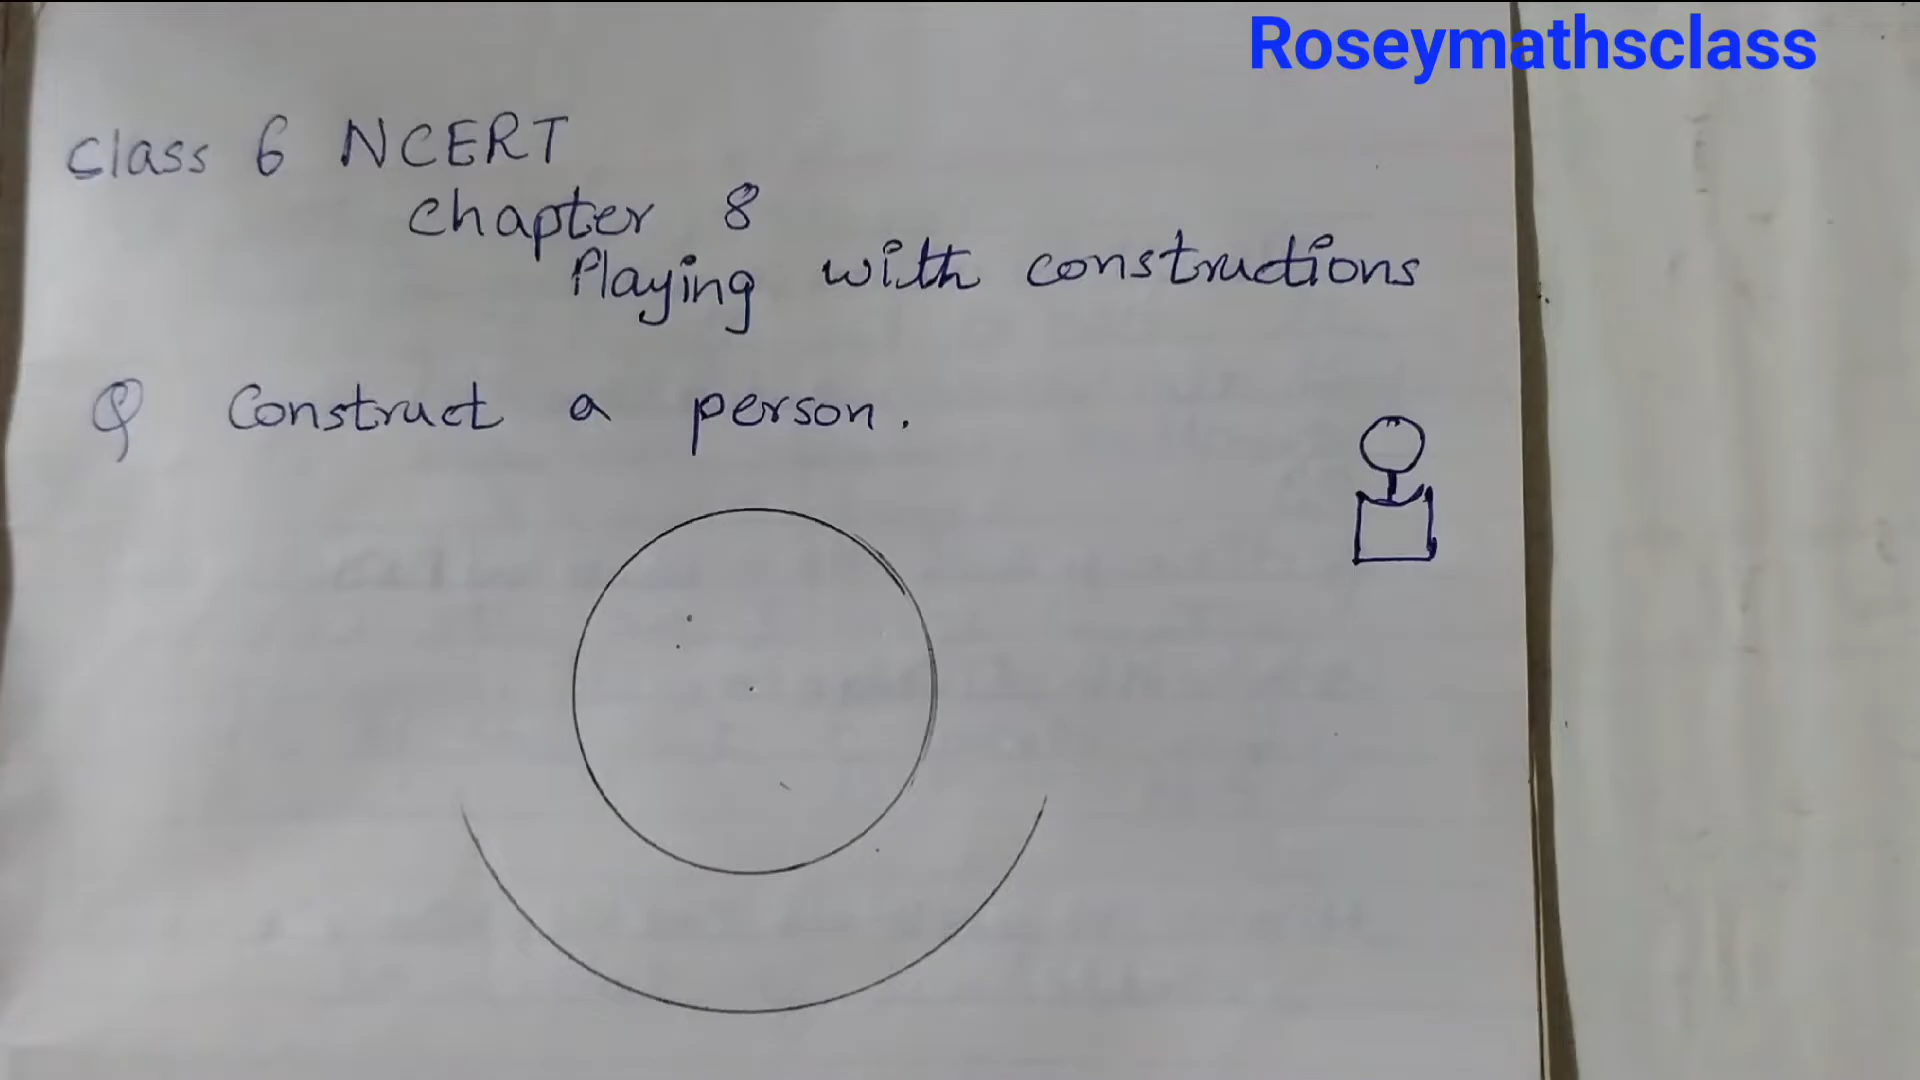 Roseymathsclass
Class 6 NCERT
Chapter 8
Playing with constructions
Q Construct a person.